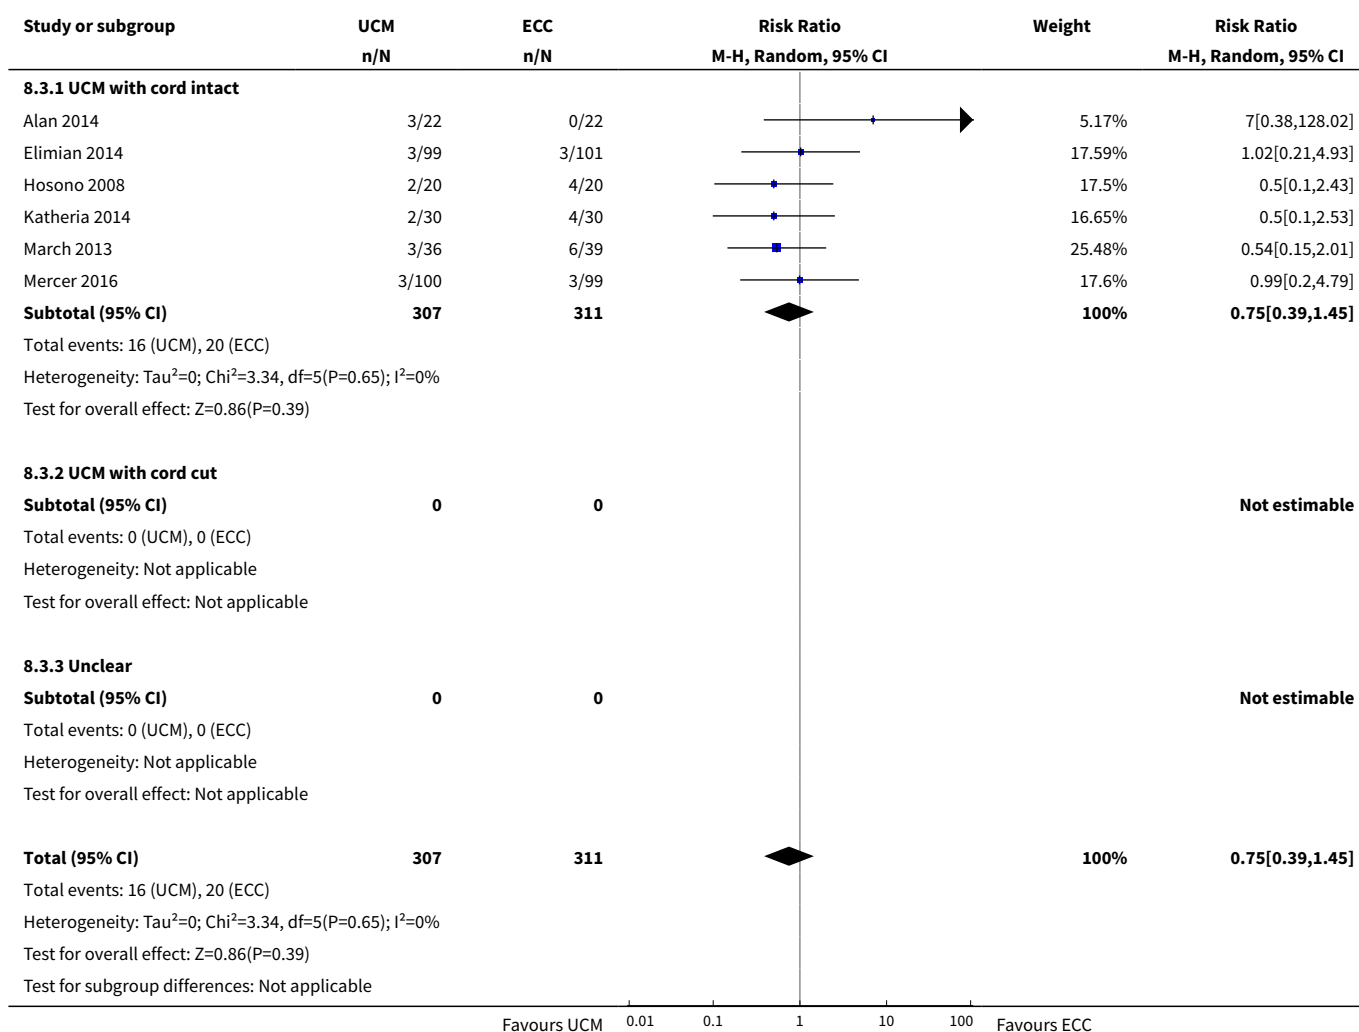 Study or subgroup UCM ECC Risk Ratio Weight Risk Ratio
n/N n/N M-H, Random, 95% CI M-H, Random, 95% CI
8.3.1 UCM with cord intact
Alan 2014 3/22 0/22 5.17% 7[0.38,128.02]
Elimian 2014 3/99 3/101 17.59% 1.02[0.21,4.93]
Hosono 2008 2/20 4/20 17.5% 0.5[0.1,2.43]
Katheria 2014 2/30 4/30 16.65% 0.5[0.1,2.53]
March 2013 3/36 6/39 25.48% 0.54[0.15,2.01]
Mercer 2016 3/100 3/99 17.6% 0.99[0.2,4.79]
Subtotal (95% CI) 307 311 100% 0.75[0.39,1.45]
Total events: 16 (UCM), 20 (ECC)
Heterogeneity: Tau²=0; Chi²=3.34, df=5(P=0.65); I²=0%
Test for overall effect: Z=0.86(P=0.39)
8.3.2 UCM with cord cut
Subtotal (95% CI) 0 0 Not estimable
Total events: 0 (UCM), 0 (ECC)
Heterogeneity: Not applicable
Test for overall effect: Not applicable
8.3.3 Unclear
Subtotal (95% CI) 0 0 Not estimable
Total events: 0 (UCM), 0 (ECC)
Heterogeneity: Not applicable
Test for overall effect: Not applicable
Total (95% CI) 307 311 100% 0.75[0.39,1.45]
Total events: 16 (UCM), 20 (ECC)
Heterogeneity: Tau²=0; Chi²=3.34, df=5(P=0.65); I²=0%
Test for overall effect: Z=0.86(P=0.39)
Test for subgroup differences: Not applicable
Favours UCM 0.01 0.1 1 10 100 Favours ECC